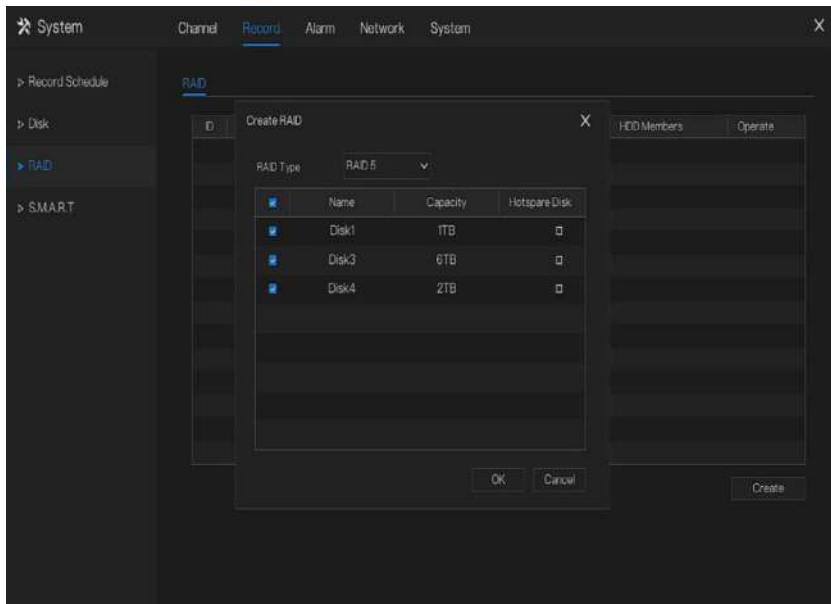 System
Channel Record Alarm Network System X
> Record Schedule
> Disk
> RAID
> S.M.A.R.T
RAID
ID HDD Members Operate
Create RAID X
RAID Type RAID 5
Name Capacity Hotspare Disk
Disk1 1TB
Disk3 6TB
Disk4 2TB
OK Cancel
Create